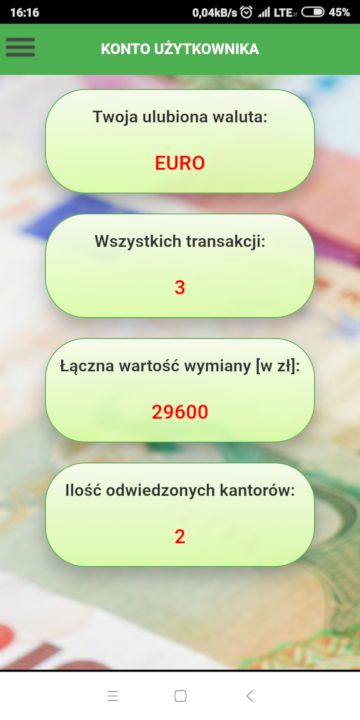 16:16 0,04kB/s LTE 45%
KONTO UŻYTKOWNIKA
Twoja ulubiona waluta:
EURO
Wszystkich transakcji:
3
Łączna wartość wymiany [w zł]:
29600
Ilość odwiedzonych kantorów:
2